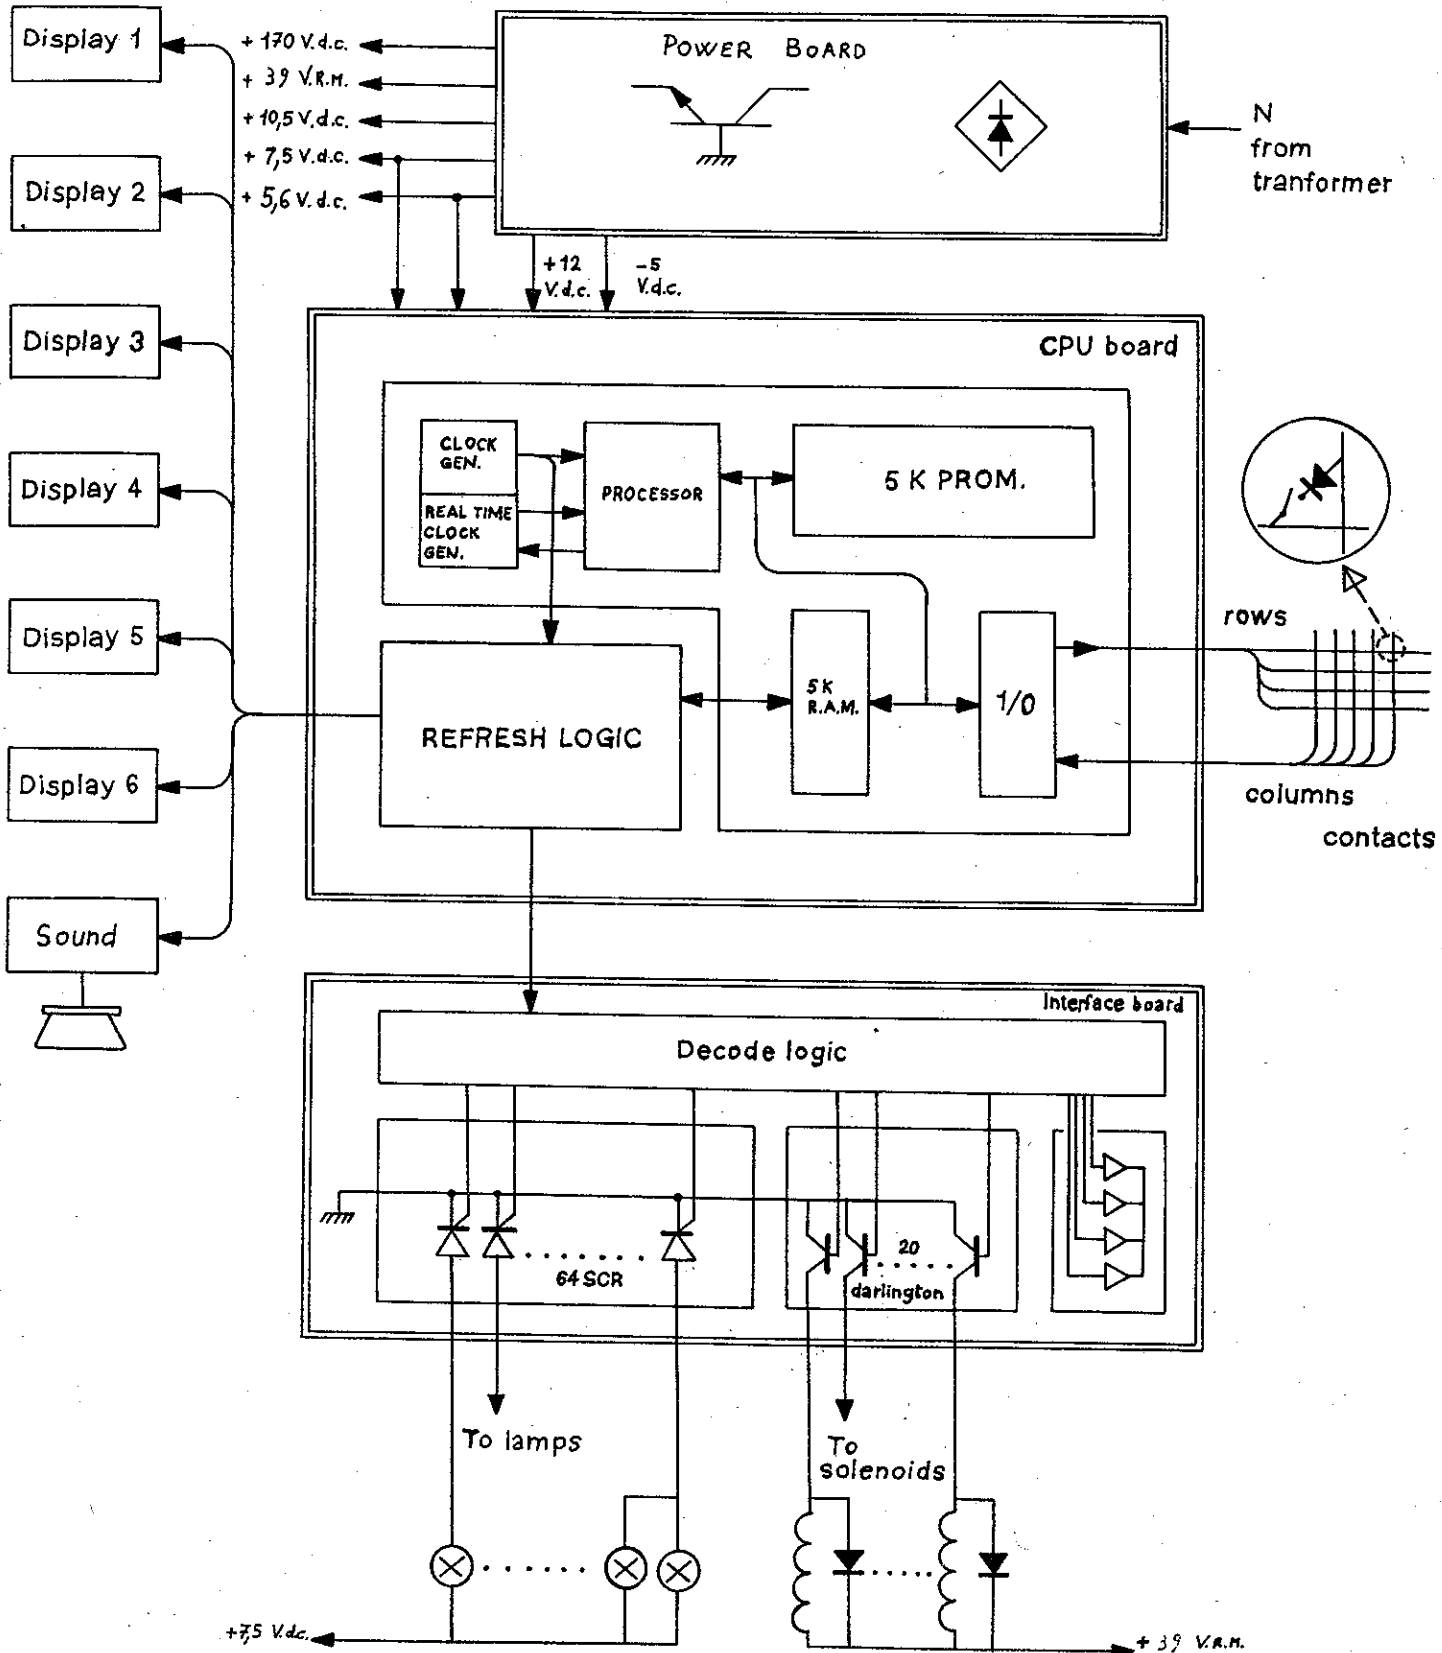 Display 1
Display 2
Display 3
Display 4
Display 5
Display 6
Sound
+ 170 V.d.c.
+ 39 V.R.M.
+ 10,5 V.d.c.
+ 7,5 V.d.c.
+ 5,6 V.d.c.
POWER BOARD
N
from
tranformer
+12
V.d.c.
-5
V.d.c.
CPU board
CLOCK
GEN.
REAL TIME
CLOCK
GEN.
PROCESSOR
5 K PROM.
REFRESH LOGIC
5K
R.A.M.
1/0
rows
columns
contacts
Interface board
Decode logic
64 SCR
20
darlington
To lamps
To
solenoids
+7,5 V.d.c.
+ 39 V.R.M.